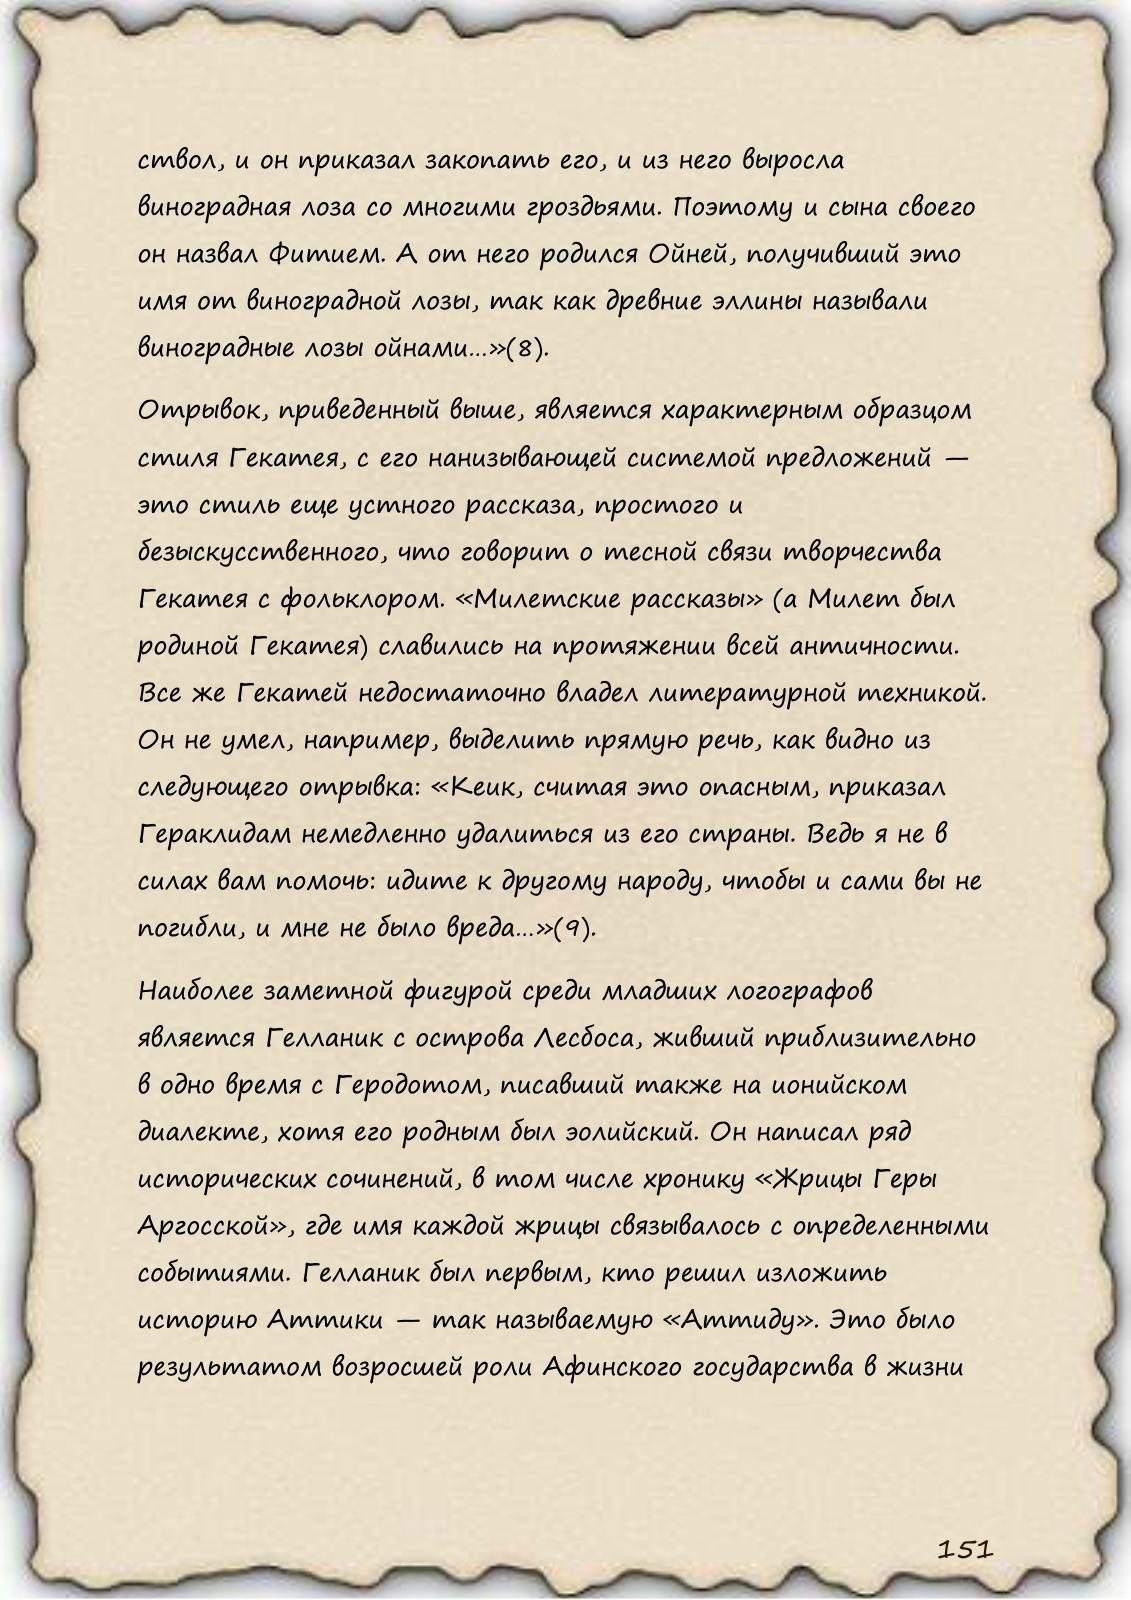 ствол, и он приказал закопать его, и из него выросла
виноградная лоза со многими гроздьями. Поэтому и сына своего
он назвал Фитием. А от него родился Ойней, получивший это
имя от виноградной лозы, так как древние эллины называли
виноградные лозы ойнами...»(8).
Отрывок, приведенный выше, является характерным образцом
стиля Гекатея, с его нанизывающей системой предложений —
это стиль еще устного рассказа, простого и
безыскусственного, что говорит о тесной связи творчества
Гекатея с фольклором. «Милетские рассказы» (а Милет был
родиной Гекатея) славились на протяжении всей античности.
Все же Гекатей недостаточно владел литературной техникой.
Он не умел, например, выделить прямую речь, как видно из
следующего отрывка: «Кеик, считая это опасным, приказал
Гераклидам немедленно удалиться из его страны. Ведь я не в
силах вам помочь: идите к другому народу, чтобы и сами вы не
погибли, и мне не было вреда...»(9).
Наиболее заметной фигурой среди младших логографов
является Гелланик с острова Лесбоса, живший приблизительно
в одно время с Геродотом, писавший также на ионийском
диалекте, хотя его родным был эолийский. Он написал ряд
исторических сочинений, в том числе хронику «Жрицы Геры
Аргосской», где имя каждой жрицы связывалось с определенными
событиями. Гелланик был первым, кто решил изложить
историю Аттики — так называемую «Аттиду». Это было
результатом возросшей роли Афинского государства в жизни
151